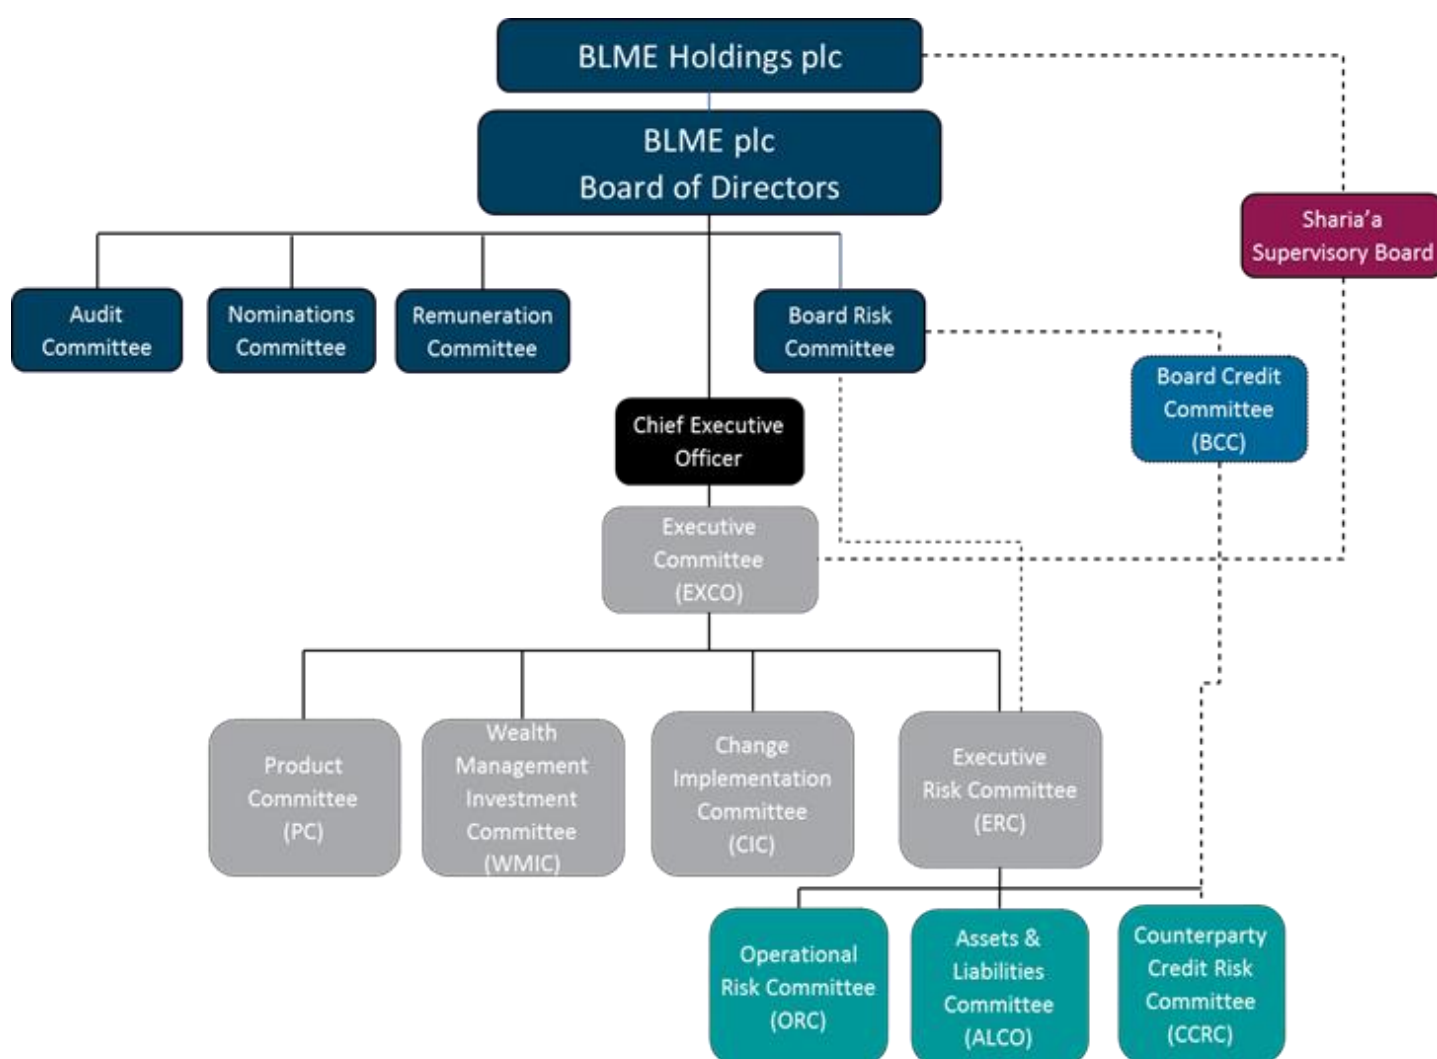 BLME Holdings plc
BLME plc
Board of Directors
Sharia’a
Supervisory Board
Audit
Committee
Nominations
Committee
Remuneration
Committee
Board Risk
Committee
Board Credit
Committee
(BCC)
Chief Executive
Officer
Executive
Committee
(EXCO)
Product
Committee
(PC)
Wealth
Management
Investment
Committee
(WMIC)
Change
Implementation
Committee
(CIC)
Executive
Risk Committee
(ERC)
Operational
Risk Committee
(ORC)
Assets &
Liabilities
Committee
(ALCO)
Counterparty
Credit Risk
Committee
(CCRC)